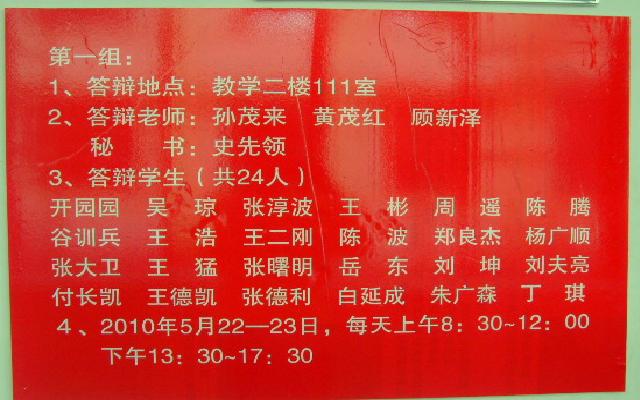 第一组：
1、答辩地点：教学二楼111室
2、答辩老师：孙茂来 黄茂红 顾新泽
秘 书：史先领
3、答辩学生（共24人）
开园园 吴 琼 张淳波 王 彬 周 遥 陈 腾
谷训兵 王 浩 王二刚 陈 波 郑良杰 杨广顺
张大卫 王 猛 张曙明 岳 东 刘 坤 刘夫亮
付长凯 王德凯 张德利 白延成 朱广森 丁 琪
4、2010年5月22—23日，每天上午8：30~12：00
下午13：30~17：30